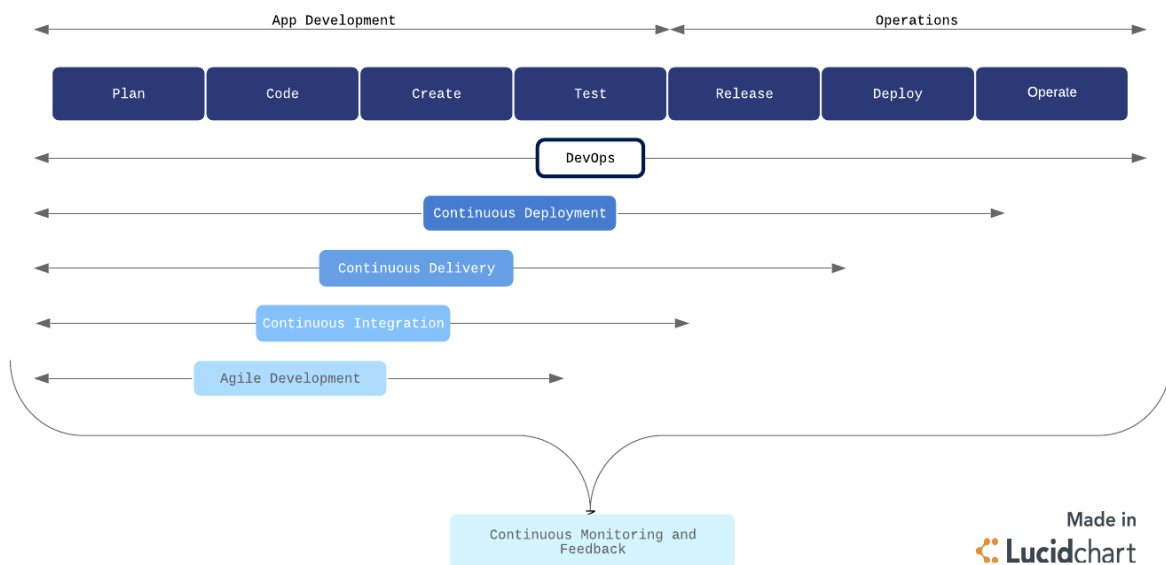 App Development
Operations
Plan
Code
Create
Test
Release
Deploy
Operate
DevOps
Continuous Deployment
Continuous Delivery
Continuous Integration
Agile Development
Continuous Monitoring and
Feedback
Made in
Lucidchart